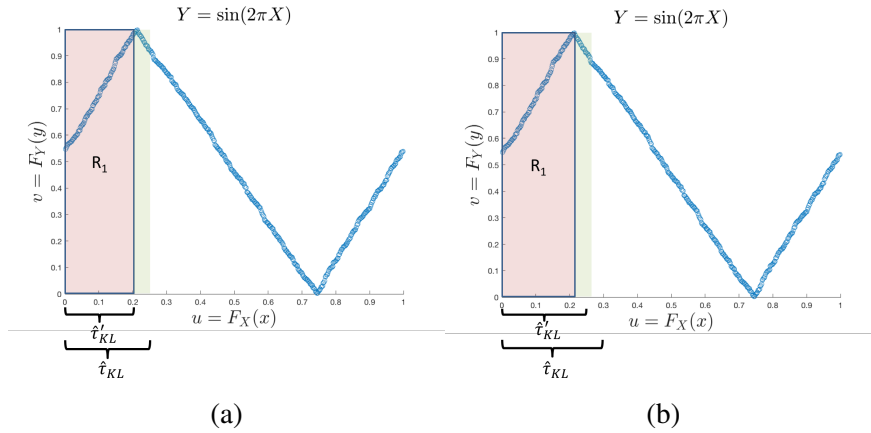 Y = sin(2πX)
1
0.9
0.8
0.7
0.6
0.5
0.4
0.3
0.2
0.1
0
v = F_Y(y)
R₁
0 0.1 0.2 0.3 0.4 0.5 0.6 0.7 0.8 0.9 1
u = F_X(x)
τ̂′_KL
τ̂_KL
(a)
Y = sin(2πX)
1
0.9
0.8
0.7
0.6
0.5
0.4
0.3
0.2
0.1
0
v = F_Y(y)
R₁
0 0.1 0.2 0.3 0.4 0.5 0.6 0.7 0.8 0.9 1
u = F_X(x)
τ̂′_KL
τ̂_KL
(b)